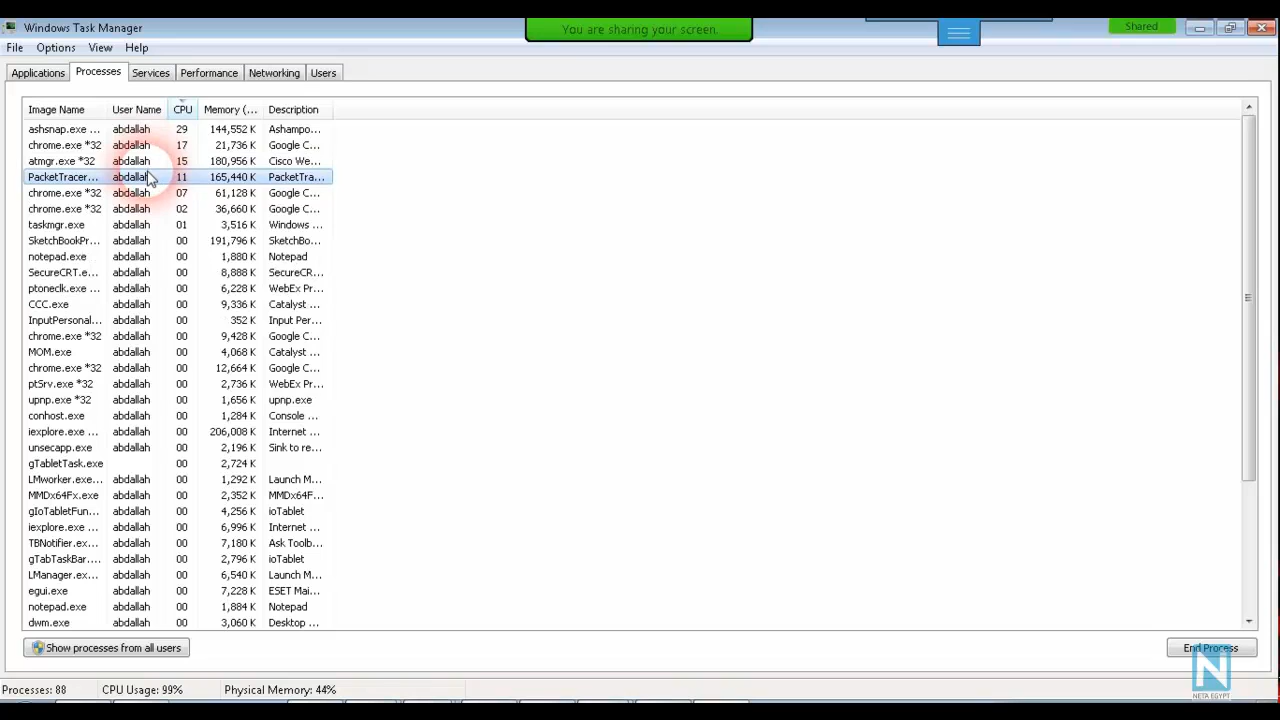 Windows Task Manager
You are sharing your screen.
Shared
File Options View Help
Applications Processes Services Performance Networking Users
Image Name User Name CPU Memory (... Description
ashsnap.exe ... abdallah 29 144,552 K Ashampo...
chrome.exe *32 abdallah 17 21,736 K Google C...
atmgr.exe *32 abdallah 15 180,956 K Cisco We...
PacketTracer... abdallah 11 165,440 K PacketTra...
chrome.exe *32 abdallah 07 61,128 K Google C...
chrome.exe *32 abdallah 02 36,660 K Google C...
taskmgr.exe abdallah 01 3,516 K Windows ...
SketchBookPr... abdallah 00 191,796 K SketchBo...
notepad.exe abdallah 00 1,880 K Notepad
SecureCRT.e... abdallah 00 8,888 K SecureCR...
ptoneclk.exe ... abdallah 00 6,228 K WebEx Pr...
CCC.exe abdallah 00 9,336 K Catalyst ...
InputPersonal... abdallah 00 352 K Input Per...
chrome.exe *32 abdallah 00 9,428 K Google C...
MOM.exe abdallah 00 4,068 K Catalyst ...
chrome.exe *32 abdallah 00 12,664 K Google C...
ptSrv.exe *32 abdallah 00 2,736 K WebEx Pr...
upnp.exe *32 abdallah 00 1,656 K upnp.exe
conhost.exe abdallah 00 1,284 K Console ...
iexplore.exe ... abdallah 00 206,008 K Internet ...
unsecapp.exe abdallah 00 2,196 K Sink to re...
gTabletTask.exe 00 2,724 K
LMworker.exe... abdallah 00 1,292 K Launch M...
MMDx64Fx.exe abdallah 00 2,352 K MMDx64F...
gIoTabletFun... abdallah 00 4,256 K ioTablet
iexplore.exe ... abdallah 00 6,996 K Internet ...
TBNotifier.ex... abdallah 00 7,180 K Ask Toolb...
gTabTaskBar.... abdallah 00 2,796 K ioTablet
LManager.ex... abdallah 00 6,540 K Launch M...
egui.exe abdallah 00 7,228 K ESET Mai...
notepad.exe abdallah 00 1,884 K Notepad
dwm.exe abdallah 00 3,060 K Desktop ...
Show processes from all users End Process
Processes: 88 CPU Usage: 99% Physical Memory: 44%
N
NETA EGYPT